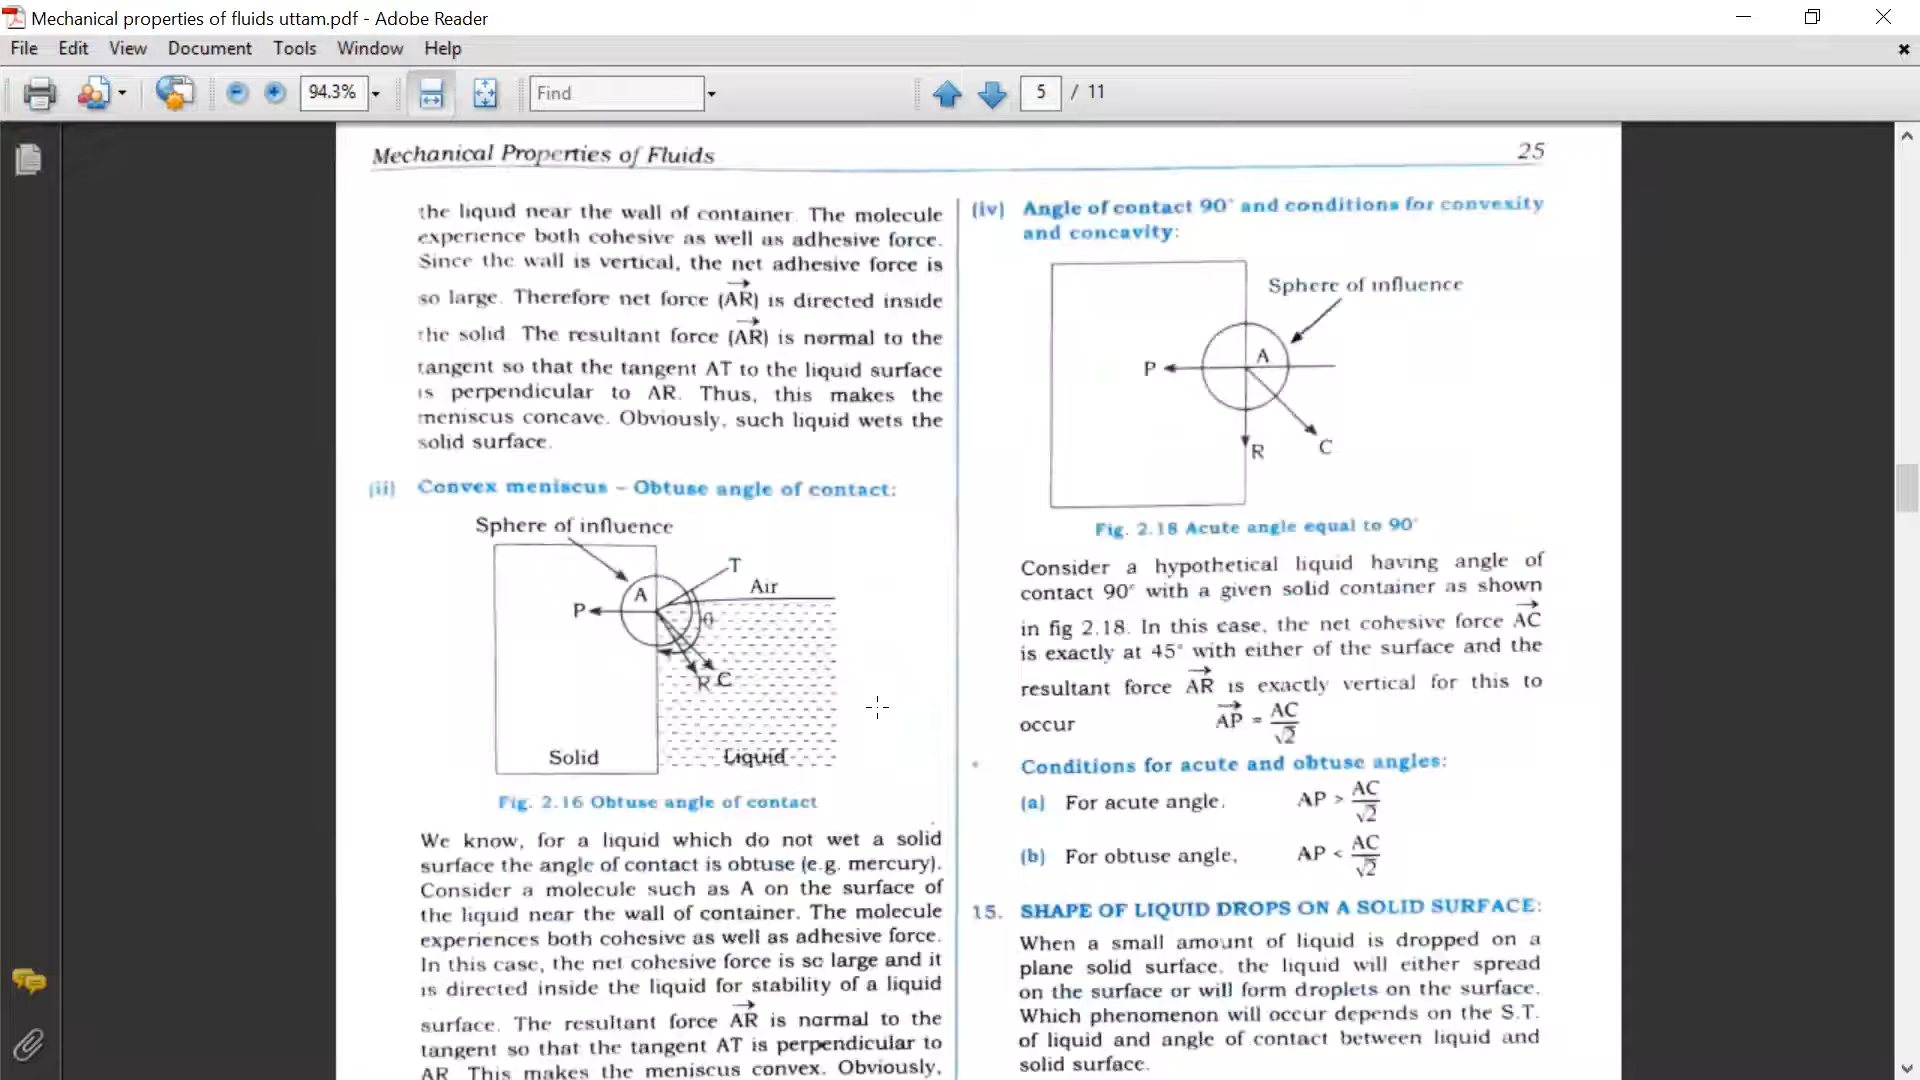 Mechanical properties of fluids uttam.pdf - Adobe Reader
File Edit View Document Tools Window Help
94.3% Find 5 / 11
Mechanical Properties of Fluids 25
the liquid near the wall of container. The molecule
experience both cohesive as well as adhesive force.
Since the wall is vertical, the net adhesive force is
so large. Therefore net force (AR) is directed inside
the solid. The resultant force (AR) is normal to the
tangent so that the tangent AT to the liquid surface
is perpendicular to AR. Thus, this makes the
meniscus concave. Obviously, such liquid wets the
solid surface.
(ii) Convex meniscus – Obtuse angle of contact:
Sphere of influence
T
Air
A
P
θ
R C
Solid Liquid
Fig. 2.16 Obtuse angle of contact
We know, for a liquid which do not wet a solid
surface the angle of contact is obtuse (e.g. mercury).
Consider a molecule such as A on the surface of
the liquid near the wall of container. The molecule
experiences both cohesive as well as adhesive force.
In this case, the net cohesive force is so large and it
is directed inside the liquid for stability of a liquid
surface. The resultant force AR is normal to the
tangent so that the tangent AT is perpendicular to
AR. This makes the meniscus convex. Obviously,
(iv) Angle of contact 90° and conditions for convexity
and concavity:
Sphere of influence
A
P
R
C
Fig. 2.18 Acute angle equal to 90°
Consider a hypothetical liquid having angle of
contact 90° with a given solid container as shown
in fig 2.18. In this case, the net cohesive force AC
is exactly at 45° with either of the surface and the
resultant force AR is exactly vertical for this to
occur AP = AC/√2
Conditions for acute and obtuse angles:
(a) For acute angle, AP > AC/√2
(b) For obtuse angle, AP < AC/√2
15. SHAPE OF LIQUID DROPS ON A SOLID SURFACE:
When a small amount of liquid is dropped on a
plane solid surface, the liquid will either spread
on the surface or will form droplets on the surface.
Which phenomenon will occur depends on the S.T.
of liquid and angle of contact between liquid and
solid surface.